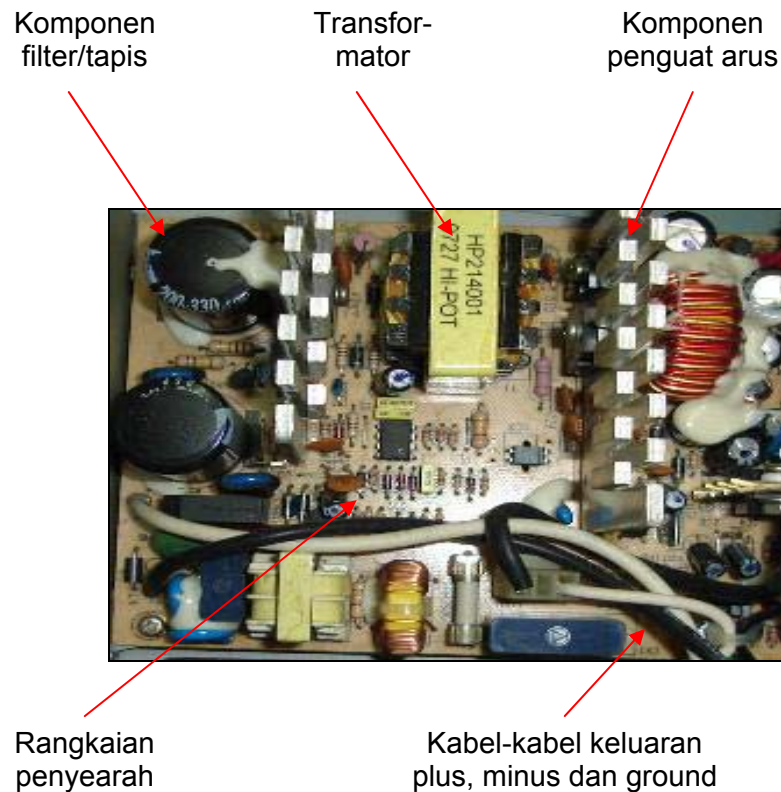 Komponen
filter/tapis
Transfor-
mator
Komponen
penguat arus
HP214001
0727 HI-POT
Rangkaian
penyearah
Kabel-kabel keluaran
plus, minus dan ground